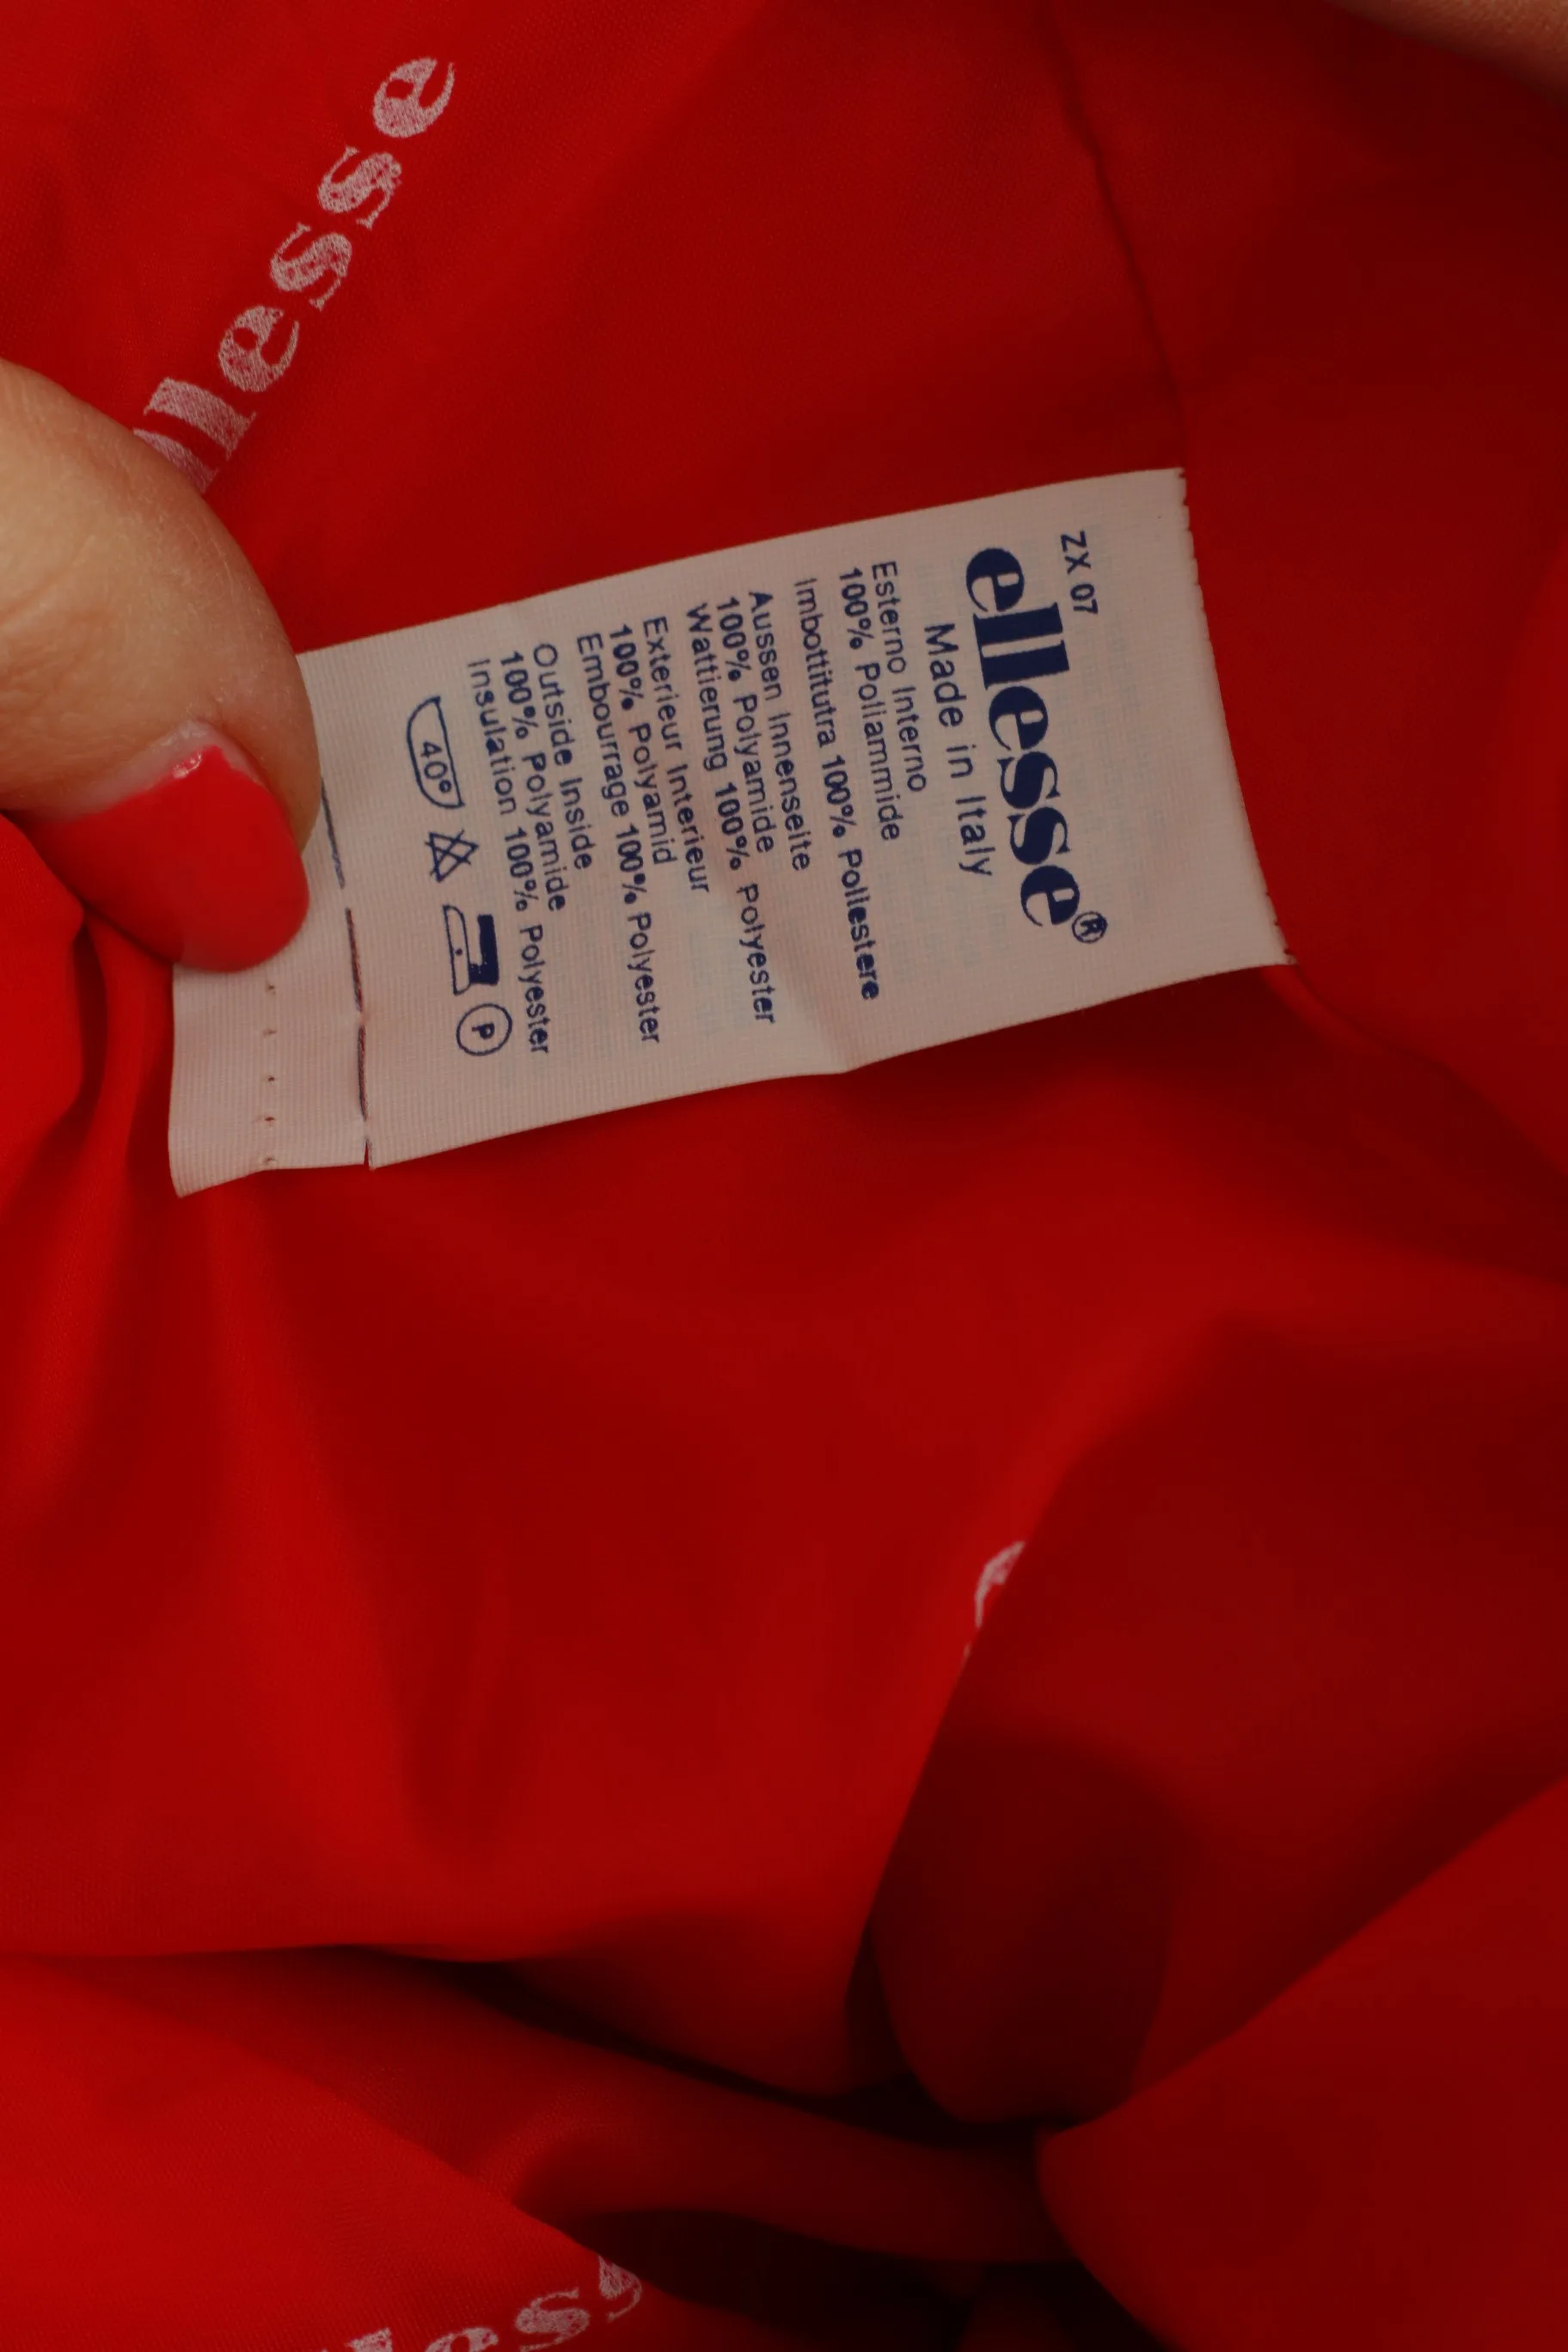 ellesse
ZX 07
ellesse®
Made in Italy
Esterno Interno
100% Poliammide
Imbottitutra 100% Poliestere
Aussen Innenseite
100% Polyamide
Wattierung 100% Polyester
Exterieur Interieur
100% Polyamid
Embourrage 100% Polyester
Outside Inside
100% Polyamide
Insulation 100% Polyester
40°
P